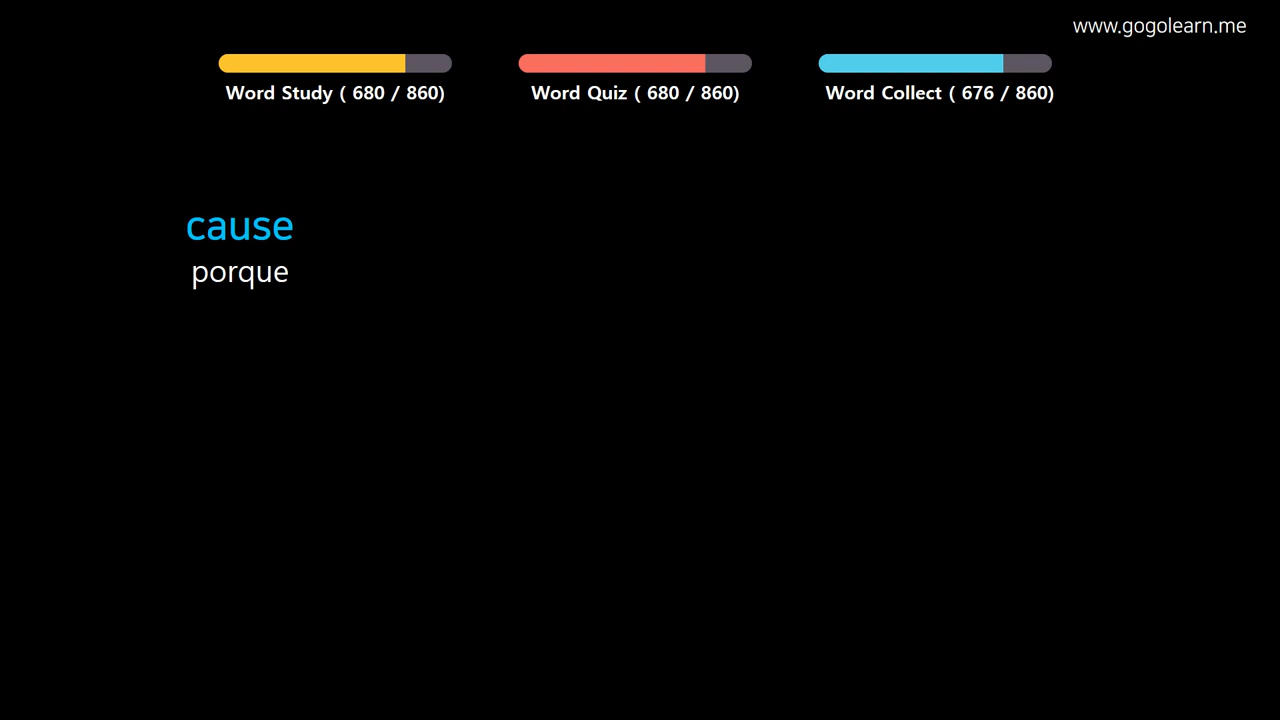 www.gogolearn.me
Word Study ( 680 / 860)
Word Quiz ( 680 / 860)
Word Collect ( 676 / 860)
cause
porque